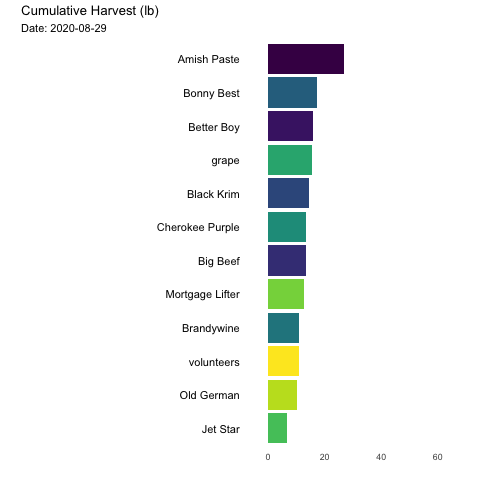 Cumulative Harvest (lb)
Date: 2020-08-29
Amish Paste
Bonny Best
Better Boy
grape
Black Krim
Cherokee Purple
Big Beef
Mortgage Lifter
Brandywine
volunteers
Old German
Jet Star
0 20 40 60